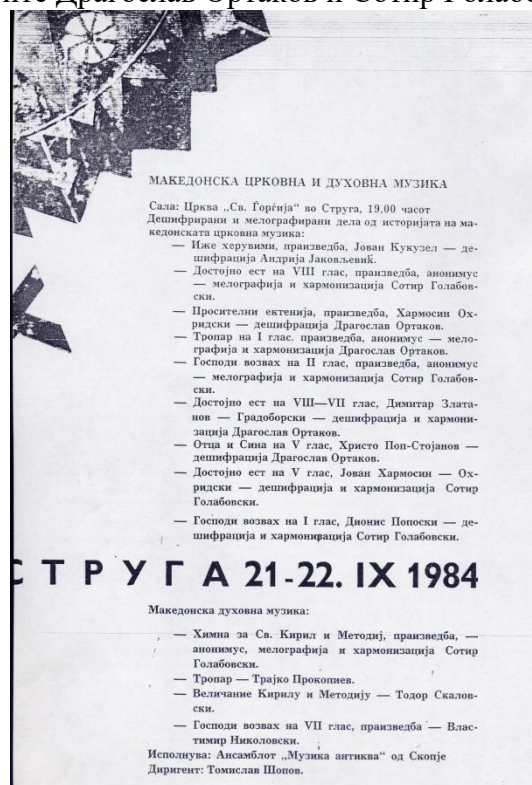 ите Драгослав Ортаков и Сотир Голаб
МАКЕДОНСКА ЦРКОВНА И ДУХОВНА МУЗИКА
Сала: Црква „Св. Ѓорѓија“ во Струга, 19,00 часот
Дешифрирани и мелографирани дела од историјата на ма-
кедонската црковна музика:
— Иже херувими, праизведба, Јован Кукузел — де-
шифрација Андрија Јаковљевиќ.
— Достојно ест на VIII глас, праизведба, анонимус
— мелографија и хармонизација Сотир Голабов-
ски.
— Просителни ектенија, праизведба, Хармосин Ох-
ридски — дешифрација Драгослав Ортаков.
— Тропар на I глас. праизведба, анонимус — мело-
графија и хармонизација Драгослав Ортаков.
— Господи возвах на II глас, праизведба, анонимус
— мелографија и хармонизација Сотир Голабов-
ски.
— Достојно ест на VIII—VII глас, Димитар Злата-
нов — Градоборски — дешифрација и хармони-
зација Драгослав Ортаков.
— Отца и Сина на V глас, Христо Поп-Стојанов —
дешифрација Драгослав Ортаков.
— Достојно ест на V глас, Јован Хармосин — Ох-
ридски — дешифрација и хармонизација Сотир
Голабовски.
— Господи возвах на I глас, Дионис Попоски — де-
шифрација и хармонизација Сотир Голабовски.
СТРУГА 21-22. IX 1984
Македонска духовна музика:
— Химна за Св. Кирил и Методиј, праизведба, —
анонимус, мелографија и хармонизација Сотир
Голабовски.
— Тропар — Трајко Прокопиев.
— Величание Кирилу и Методију — Тодор Скалов-
ски.
— Господи возвах на VII глас, праизведба — Влас-
тимир Николовски.
Исполнува: Ансамблот „Музика антиква“ од Скопје
Диригент: Томислав Шопов.